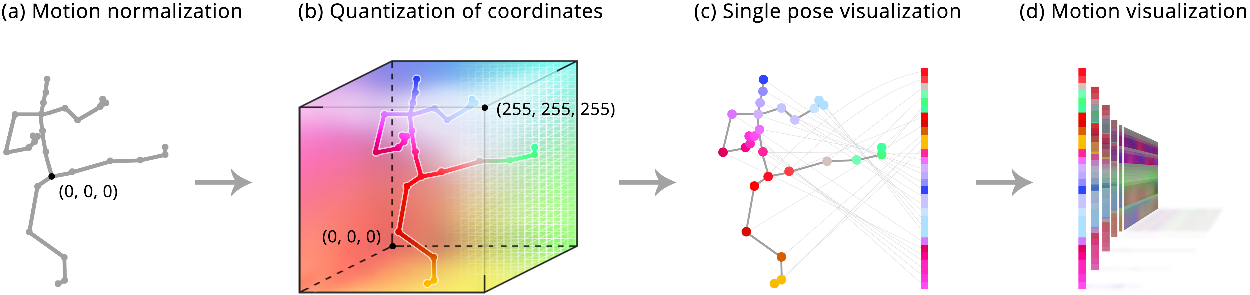 (a) Motion normalization
(b) Quantization of coordinates
(c) Single pose visualization
(d) Motion visualization
(0, 0, 0)
(255, 255, 255)
(0, 0, 0)